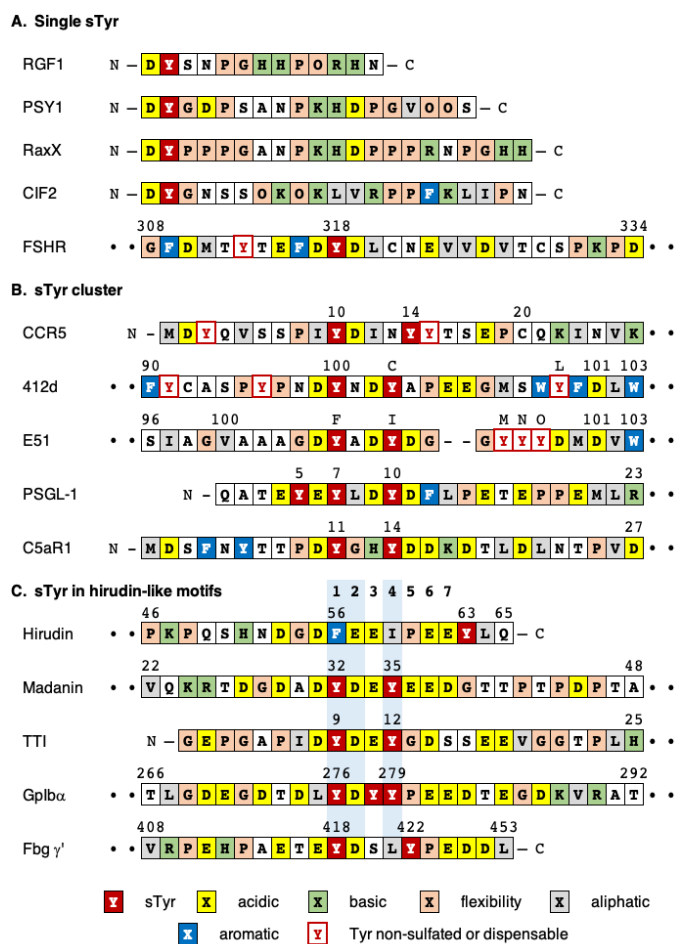 A. Single sTyr
RGF1 N – D Y S N P G H H P O R H N – C
PSY1 N – D Y G D P S A N P K H D P G V O O S – C
RaxX N – D Y P P P G A N P K H D P P P R N P G H H – C
CIF2 N – D Y G N S S O K O K L V R P P F K L I P N – C
308 318 334
FSHR • • G F D M T Y T E F D Y D L C N E V V D V T C S P K P D • •
B. sTyr cluster
10 14 20
CCR5 N – M D Y Q V S S P I Y D I N Y Y T S E P C Q K I N V K • •
90 100 C L 101 103
412d • • F Y C A S P Y P N D Y N D Y A P E E G M S W Y F D L W • •
96 100 F I M N O 101 103
E51 • • S I A G V A A A G D Y A D Y D G - - G Y Y Y D M D V W • •
5 7 10 23
PSGL-1 N – Q A T E Y E Y L D Y D F L P E T E P P E M L R • •
11 14 27
C5aR1 N – M D S F N Y T T P D Y G H Y D D K D T L D L N T P V D • •
C. sTyr in hirudin-like motifs 1 2 3 4 5 6 7
46 56 63 65
Hirudin • • P K P Q S H N D G D F E E I P E E Y L Q – C
22 32 35 48
Madanin • • V Q K R T D G D A D Y D E Y E E D G T T P T P D P T A • •
9 12 25
TTI N – G E P G A P I D Y D E Y G D S S E E V G G T P L H • •
266 276 279 292
GpIbα • • T L G D E G D T D L Y D Y Y P E E D T E G D K V R A T • •
408 418 422 453
Fbg γ' • • V R P E H P A E T E Y D S L Y P E D D L – C
Y sTyr X acidic X basic X flexibility X aliphatic
X aromatic Y Tyr non-sulfated or dispensable